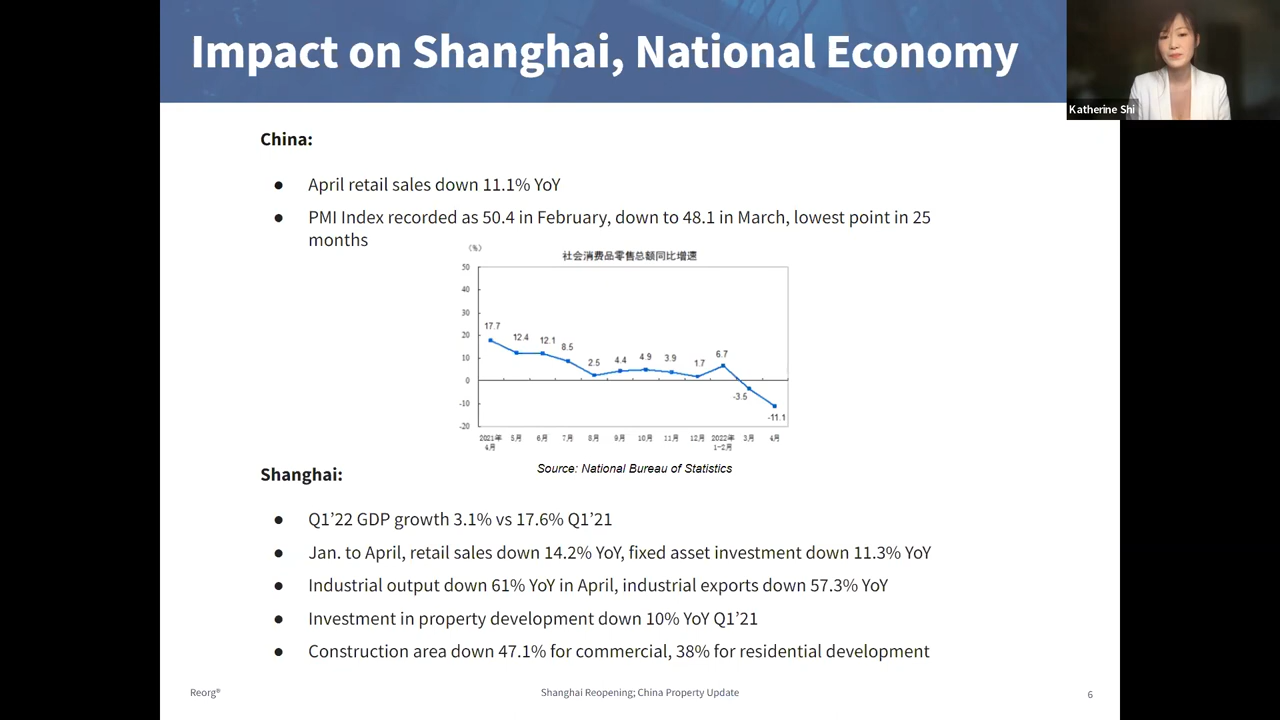 Impact on Shanghai, National Economy
Katherine Shi
China:
● April retail sales down 11.1% YoY
● PMI Index recorded as 50.4 in February, down to 48.1 in March, lowest point in 25
months
(%)
社会消费品零售总额同比增速
50
40
30
20
10
0
-10
-20
17.7
12.4
12.1
8.5
2.5
4.4
4.9
3.9
1.7
6.7
-3.5
-11.1
2021年 5月 6月 7月 8月 9月 10月 11月 12月 2022年 3月 4月
4月 1-2月
Source: National Bureau of Statistics
Shanghai:
● Q1’22 GDP growth 3.1% vs 17.6% Q1’21
● Jan. to April, retail sales down 14.2% YoY, fixed asset investment down 11.3% YoY
● Industrial output down 61% YoY in April, industrial exports down 57.3% YoY
● Investment in property development down 10% YoY Q1’21
● Construction area down 47.1% for commercial, 38% for residential development
Reorg® Shanghai Reopening; China Property Update 6